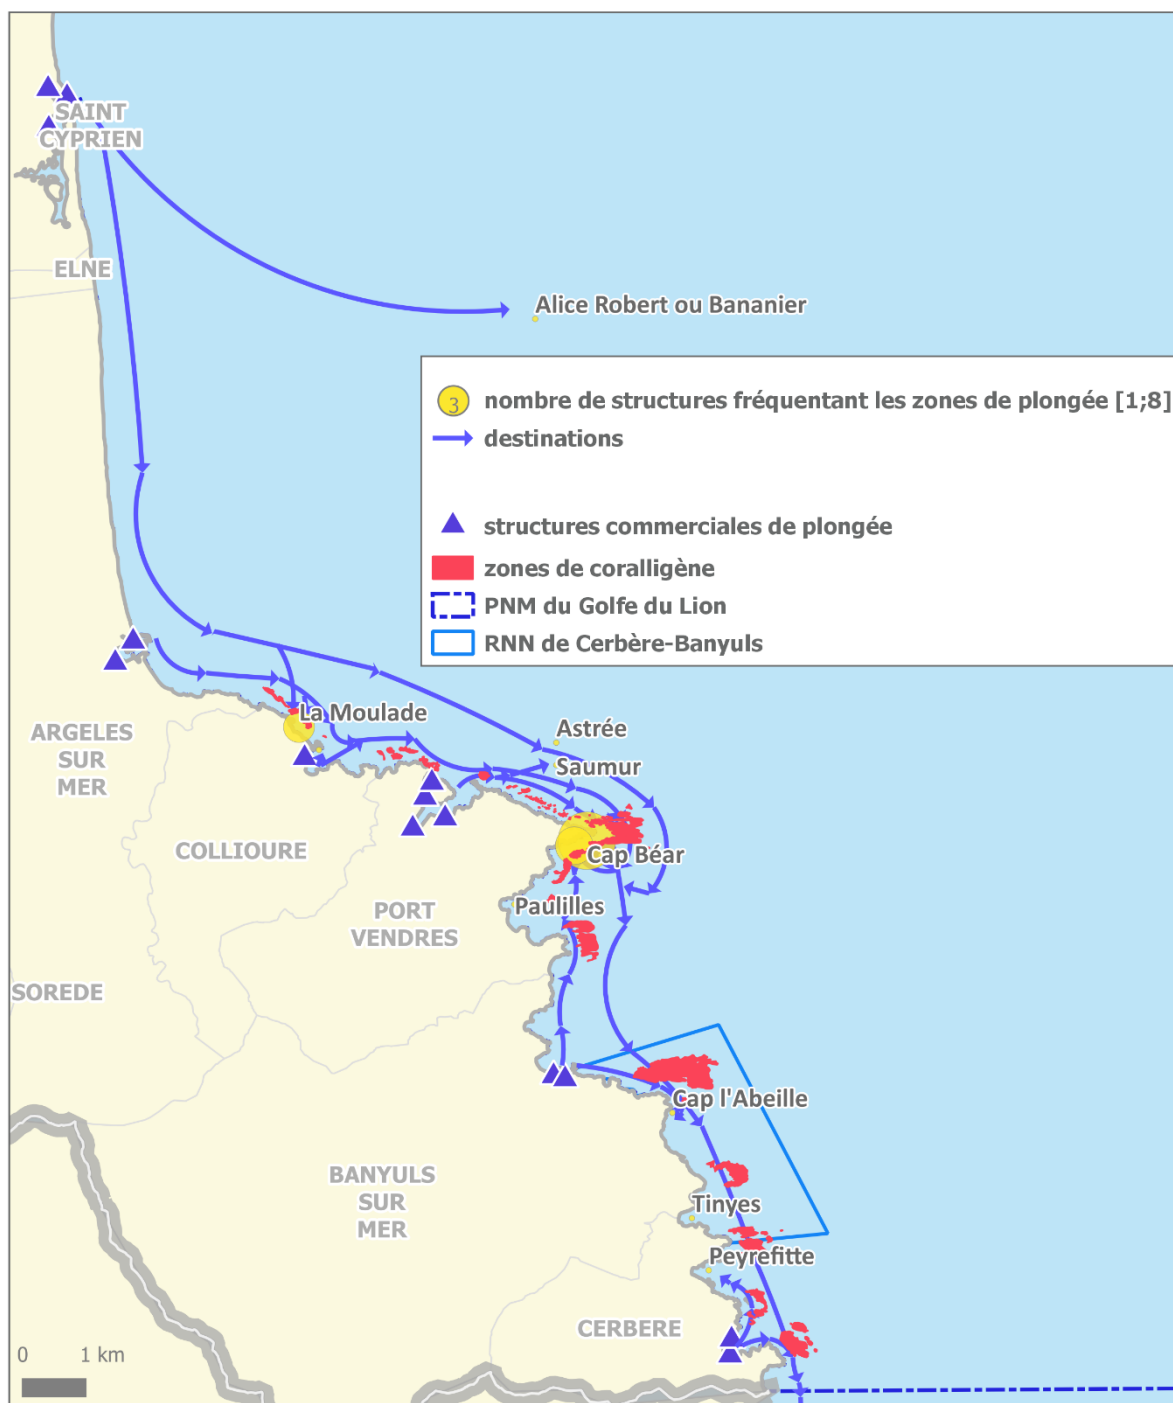 SAINT
CYPRIEN
ELNE
Alice Robert ou Bananier
3 nombre de structures fréquentant les zones de plongée [1;8]
destinations
structures commerciales de plongée
zones de coralligène
PNM du Golfe du Lion
RNN de Cerbère-Banyuls
La Moulade
ARGELES
SUR
MER
Astrée
Saumur
COLLIOURE
Cap Béar
PORT
VENDRES
Paulilles
SOREDE
Cap l'Abeille
BANYULS
SUR
MER
Tinyes
Peyrefitte
CERBERE
0 1 km